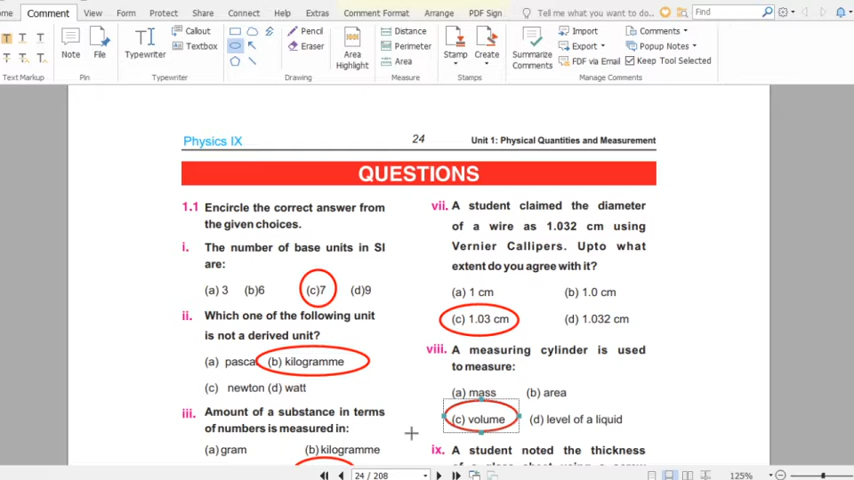 ome Comment View Form Protect Share Connect Help Extras Comment Format Arrange PDF Sign Tell me what you want to do... Find
Note File Typewriter Callout Textbox Pencil Eraser Area Highlight Distance Perimeter Area Stamp Create Summarize Comments Import Export FDF via Email Comments Popup Notes Keep Tool Selected
Text Markup Pin Typewriter Drawing Measure Stamps Manage Comments
Physics IX 24 Unit 1: Physical Quantities and Measurement
QUESTIONS
1.1 Encircle the correct answer from
the given choices.
i. The number of base units in SI
are:
(a) 3 (b)6 (c)7 (d)9
ii. Which one of the following unit
is not a derived unit?
(a) pasca (b) kilogramme
(c) newton (d) watt
iii. Amount of a substance in terms
of numbers is measured in:
(a) gram (b) kilogramme
vii. A student claimed the diameter
of a wire as 1.032 cm using
Vernier Callipers. Upto what
extent do you agree with it?
(a) 1 cm (b) 1.0 cm
(c) 1.03 cm (d) 1.032 cm
viii. A measuring cylinder is used
to measure:
(a) mass (b) area
(c) volume (d) level of a liquid
ix. A student noted the thickness
of a glass sheet using a screw
24 / 208 125%